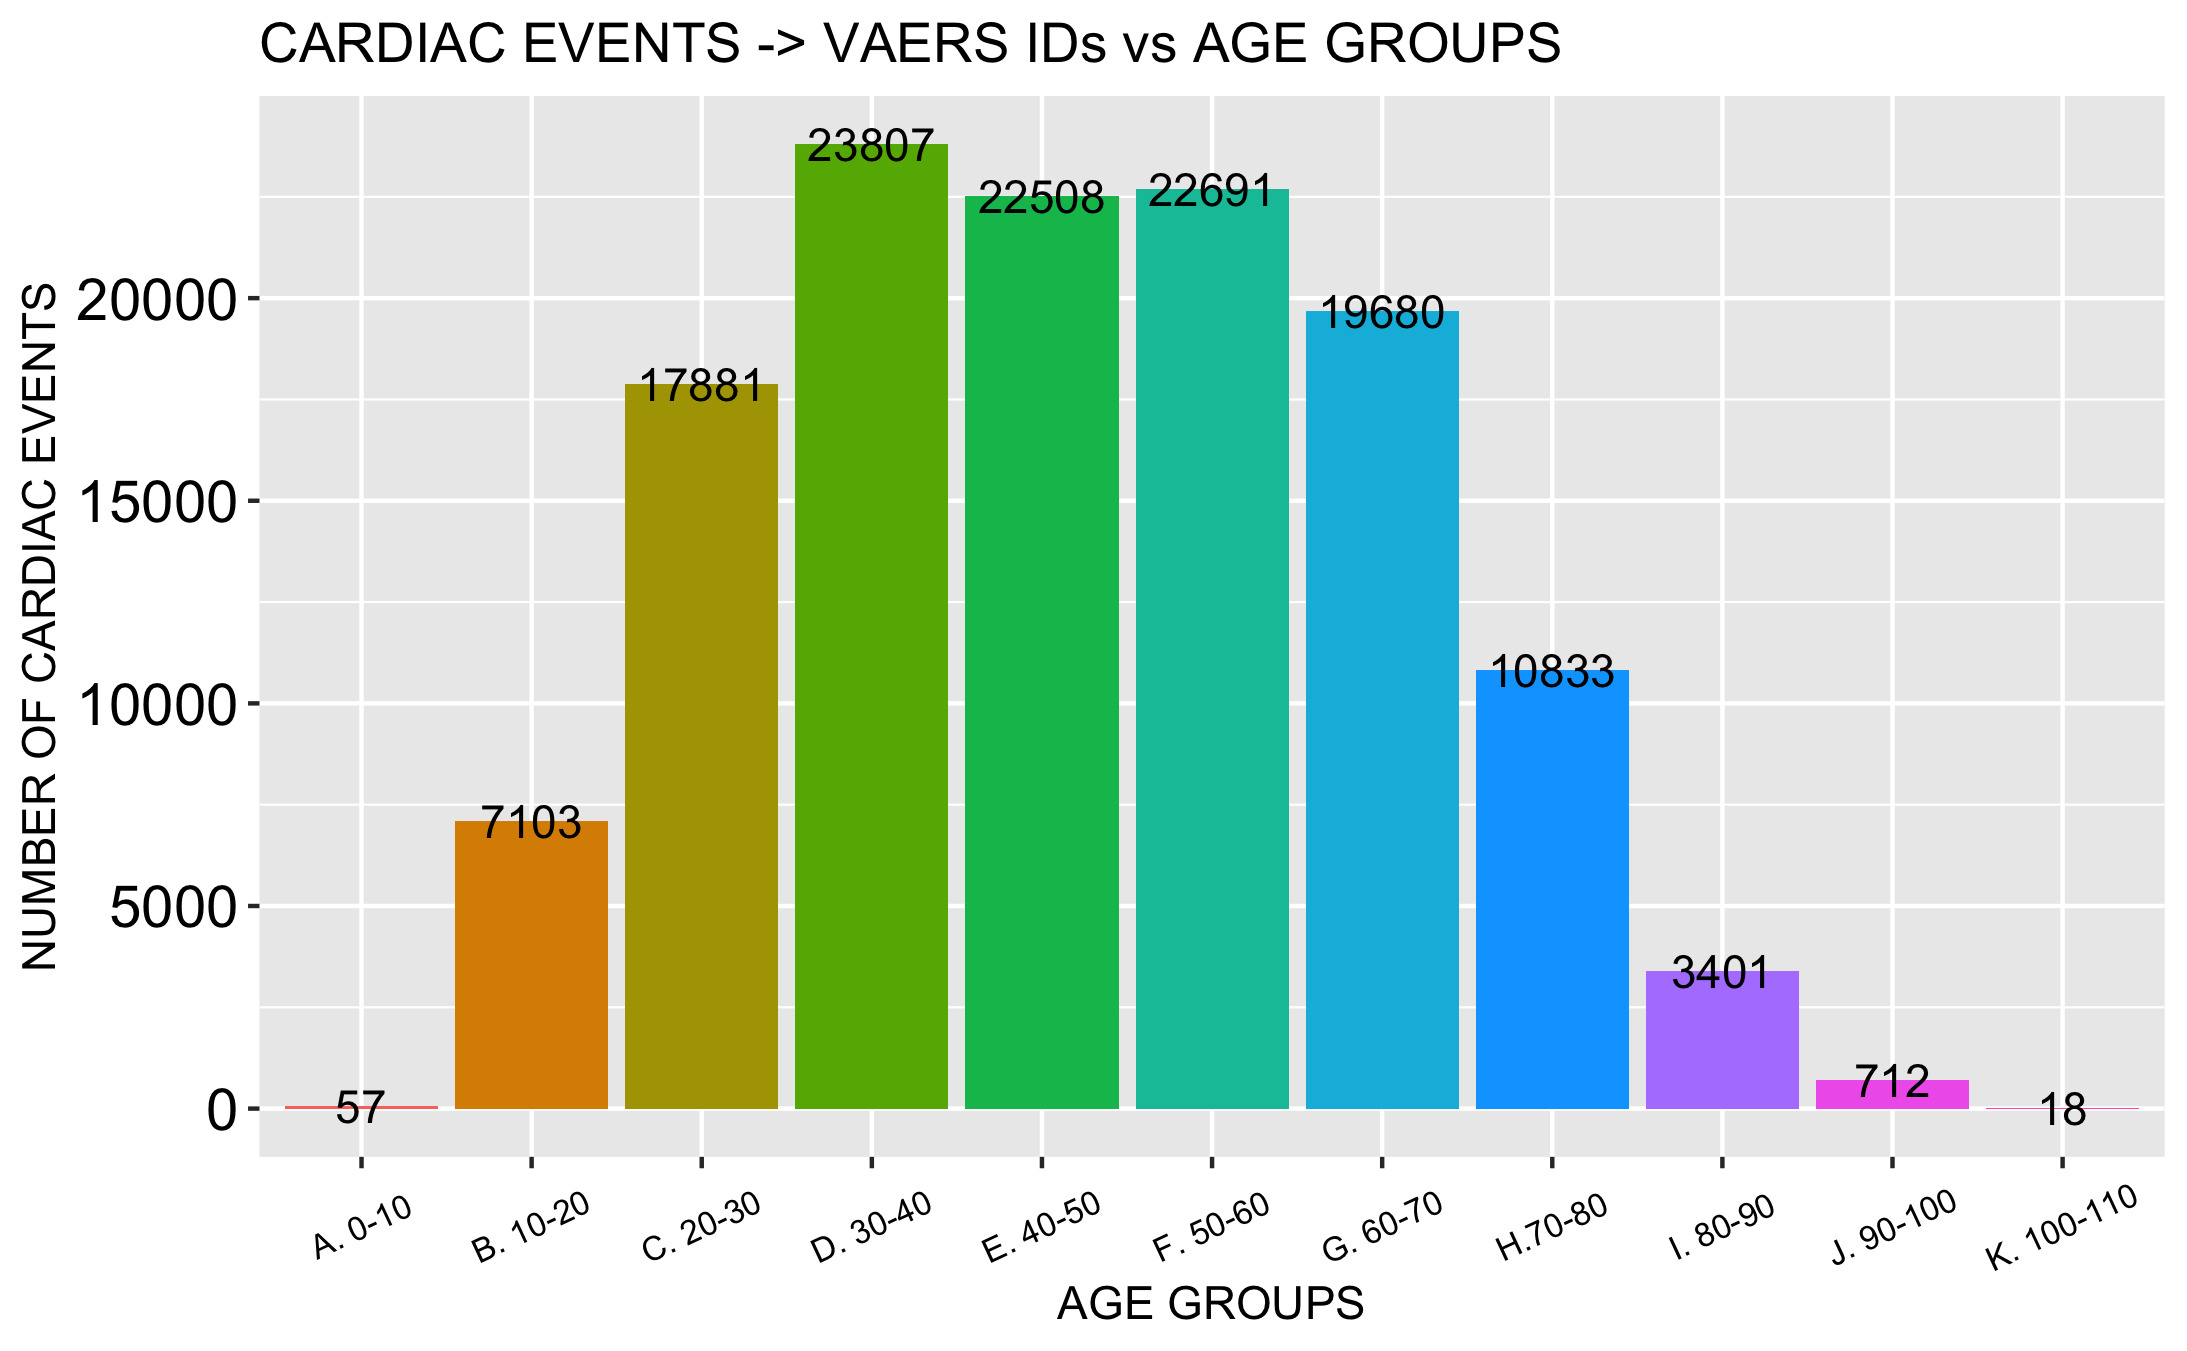 CARDIAC EVENTS -> VAERS IDs vs AGE GROUPS
NUMBER OF CARDIAC EVENTS
20000
15000
10000
5000
0
57
7103
17881
23807
22508
22691
19680
10833
3401
712
18
A. 0-10
B. 10-20
C. 20-30
D. 30-40
E. 40-50
F. 50-60
G. 60-70
H.70-80
I. 80-90
J. 90-100
K. 100-110
AGE GROUPS